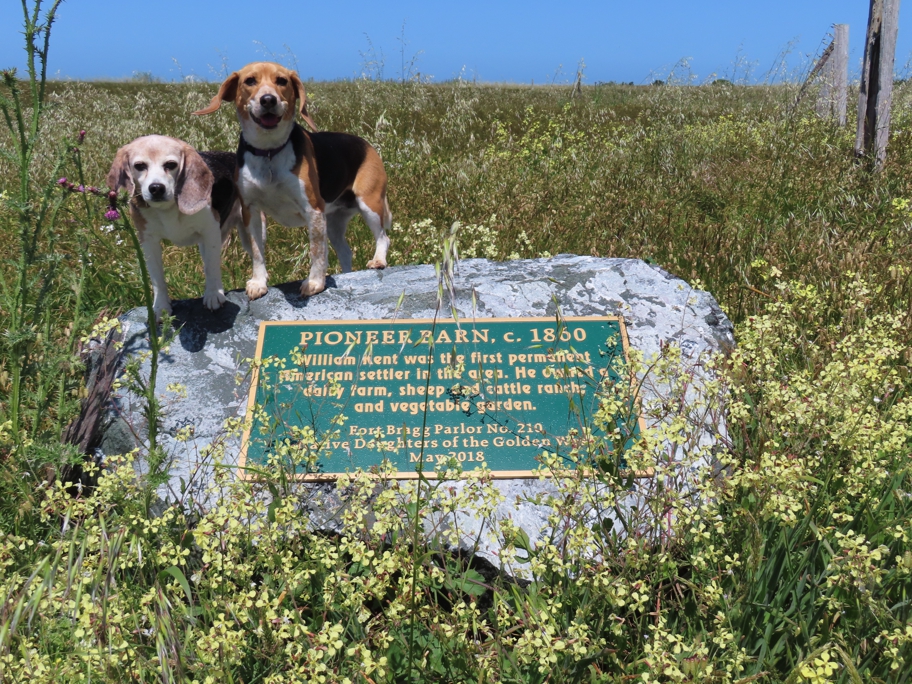 PIONEER BARN, c. 1860
William Kent was the first permanent
American settler in the area. He owned a
dairy farm, sheep and cattle ranch,
and vegetable garden.
Fort Bragg Parlor No. 210
Native Daughters of the Golden West
May 2018